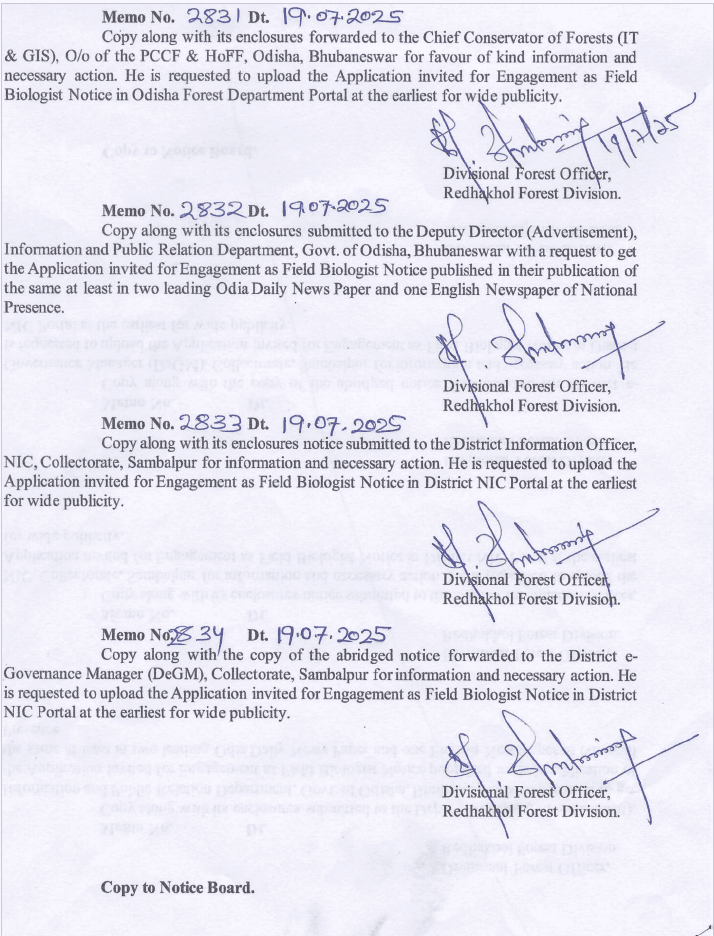 Memo No. 2831 Dt. 19.07.2025
Copy along with its enclosures forwarded to the Chief Conservator of Forests (IT
& GIS), O/o of the PCCF & HoFF, Odisha, Bhubaneswar for favour of kind information and
necessary action. He is requested to upload the Application invited for Engagement as Field
Biologist Notice in Odisha Forest Department Portal at the earliest for wide publicity.
19/7/25
Divisional Forest Officer,
Redhakhol Forest Division.
Memo No. 2832 Dt. 19.07.2025
Copy along with its enclosures submitted to the Deputy Director (Advertisement),
Information and Public Relation Department, Govt. of Odisha, Bhubaneswar with a request to get
the Application invited for Engagement as Field Biologist Notice published in their publication of
the same at least in two leading Odia Daily News Paper and one English Newspaper of National
Presence.
Divisional Forest Officer,
Redhakhol Forest Division.
Memo No. 2833 Dt. 19.07.2025
Copy along with its enclosures notice submitted to the District Information Officer,
NIC, Collectorate, Sambalpur for information and necessary action. He is requested to upload the
Application invited for Engagement as Field Biologist Notice in District NIC Portal at the earliest
for wide publicity.
Divisional Forest Officer,
Redhakhol Forest Division.
Memo No. 2834 Dt. 19.07.2025
Copy along with the copy of the abridged notice forwarded to the District e-
Governance Manager (DeGM), Collectorate, Sambalpur for information and necessary action. He
is requested to upload the Application invited for Engagement as Field Biologist Notice in District
NIC Portal at the earliest for wide publicity.
Divisional Forest Officer,
Redhakhol Forest Division.
Copy to Notice Board.